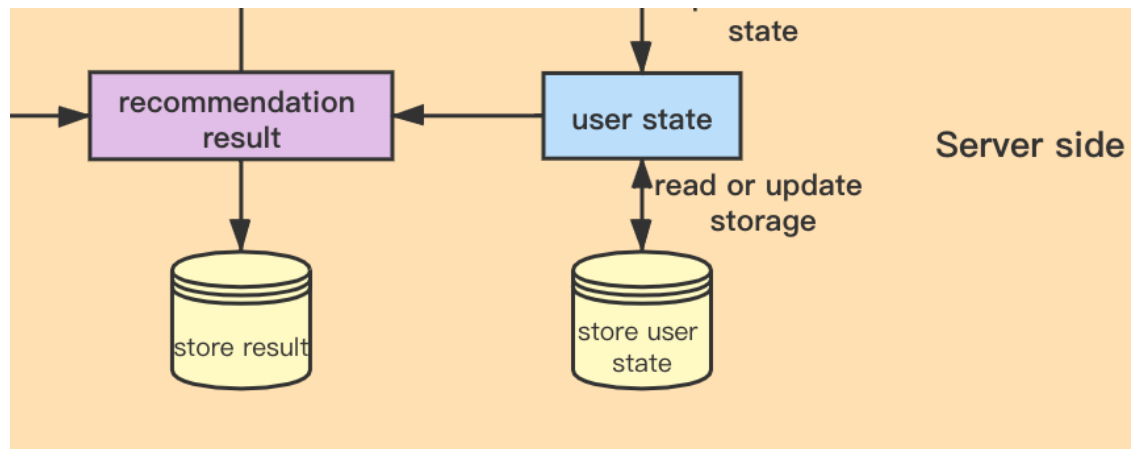 state
recommendation
result
user state
Server side
read or update
storage
store result
store user
state